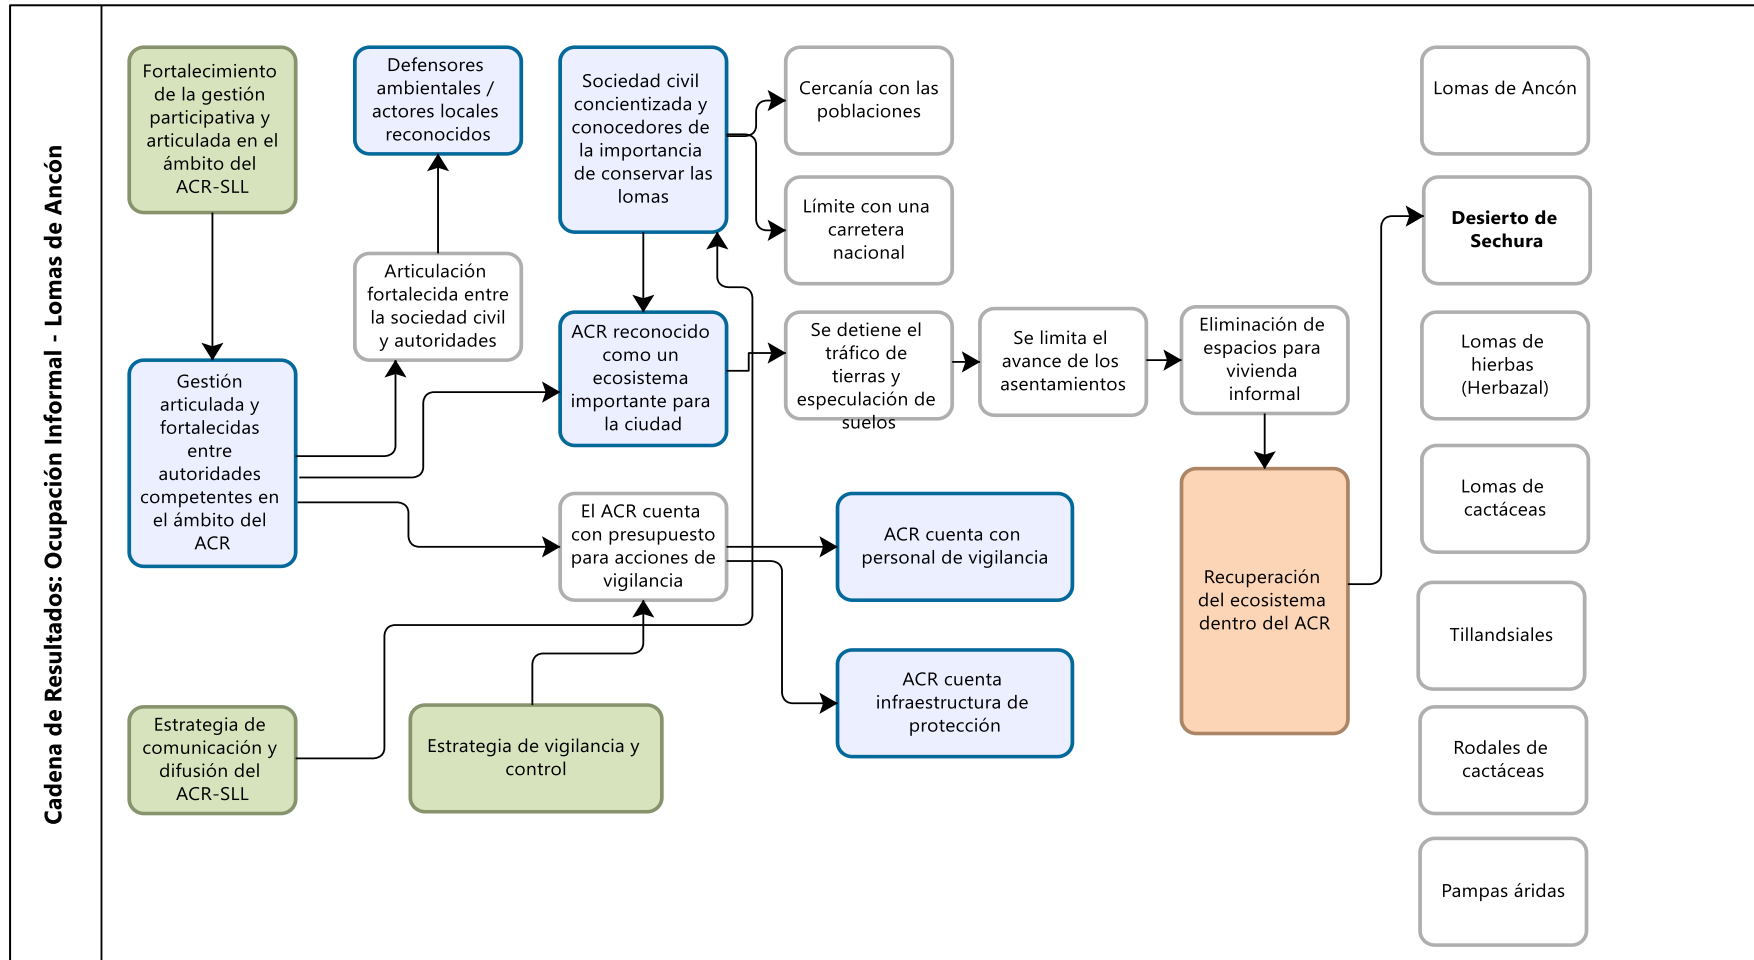 Cadena de Resultados: Ocupación Informal - Lomas de Ancón
Fortalecimiento
de la gestión
participativa y
articulada en el
ámbito del
ACR-SLL
Defensores
ambientales /
actores locales
reconocidos
Sociedad civil
concientizada y
conocedores de
la importancia
de conservar las
lomas
Cercanía con las
poblaciones
Límite con una
carretera
nacional
Articulación
fortalecida entre
la sociedad civil
y autoridades
Gestión
articulada y
fortalecidas
entre
autoridades
competentes en
el ámbito del
ACR
ACR reconocido
como un
ecosistema
importante para
la ciudad
Se detiene el
tráfico de
tierras y
especulación de
suelos
Se limita el
avance de los
asentamientos
Eliminación de
espacios para
vivienda
informal
El ACR cuenta
con presupuesto
para acciones de
vigilancia
ACR cuenta con
personal de vigilancia
ACR cuenta
infraestructura de
protección
Recuperación
del ecosistema
dentro del ACR
Estrategia de
comunicación y
difusión del
ACR-SLL
Estrategia de vigilancia y
control
Lomas de Ancón
Desierto de
Sechura
Lomas de
hierbas
(Herbazal)
Lomas de
cactáceas
Tillandsiales
Rodales de
cactáceas
Pampas áridas